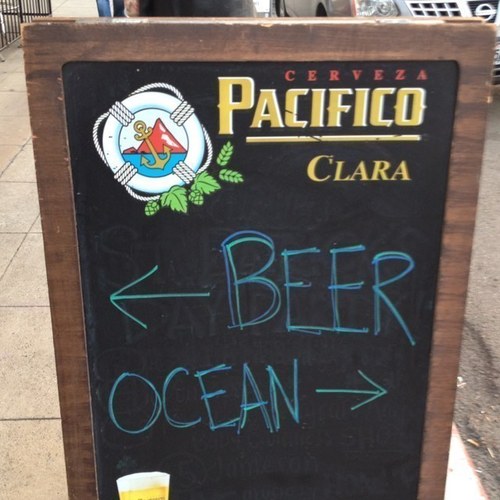 CERVEZA
PACIFICO
CLARA
← BEER
OCEAN →